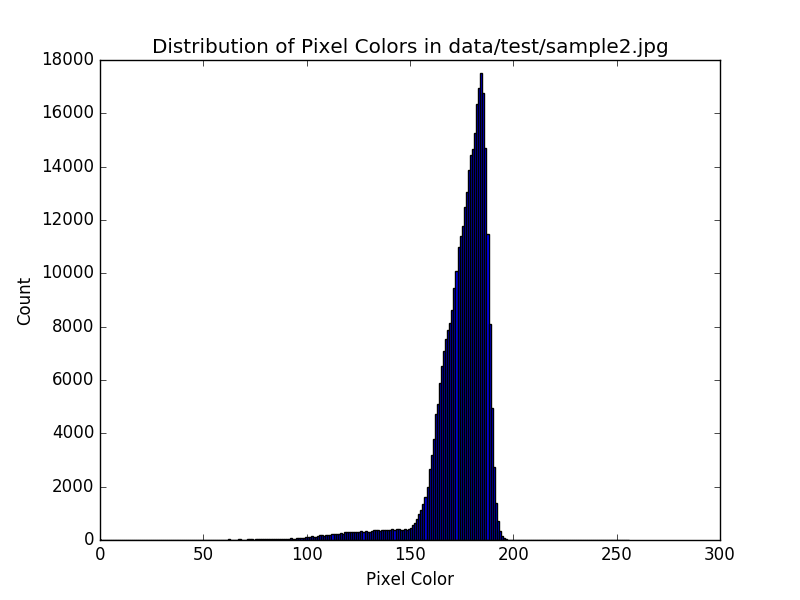 Distribution of Pixel Colors in data/test/sample2.jpg
18000
16000
14000
12000
10000
8000
6000
4000
2000
0
Count
0 50 100 150 200 250 300
Pixel Color